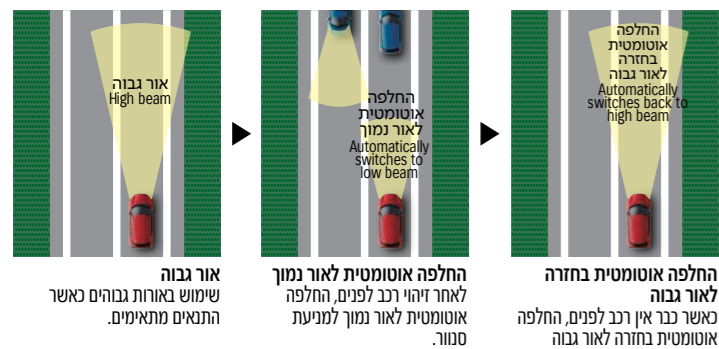 אור גבוה
High beam
החלפה
אוטומטית
לאור נמוך
Automatically
switches to
low beam
החלפה
אוטומטית
בחזרה
לאור גבוה
Automatically
switches back to
high beam
אור גבוה
שימוש באורות גבוהים כאשר
התנאים מתאימים.
החלפה אוטומטית לאור נמוך
לאחר זיהוי רכב לפנים, החלפה
אוטומטית לאור נמוך למניעת
סנוור.
החלפה אוטומטית בחזרה
לאור גבוה
כאשר כבר אין רכב לפנים, החלפה
אוטומטית בחזרה לאור גבוה